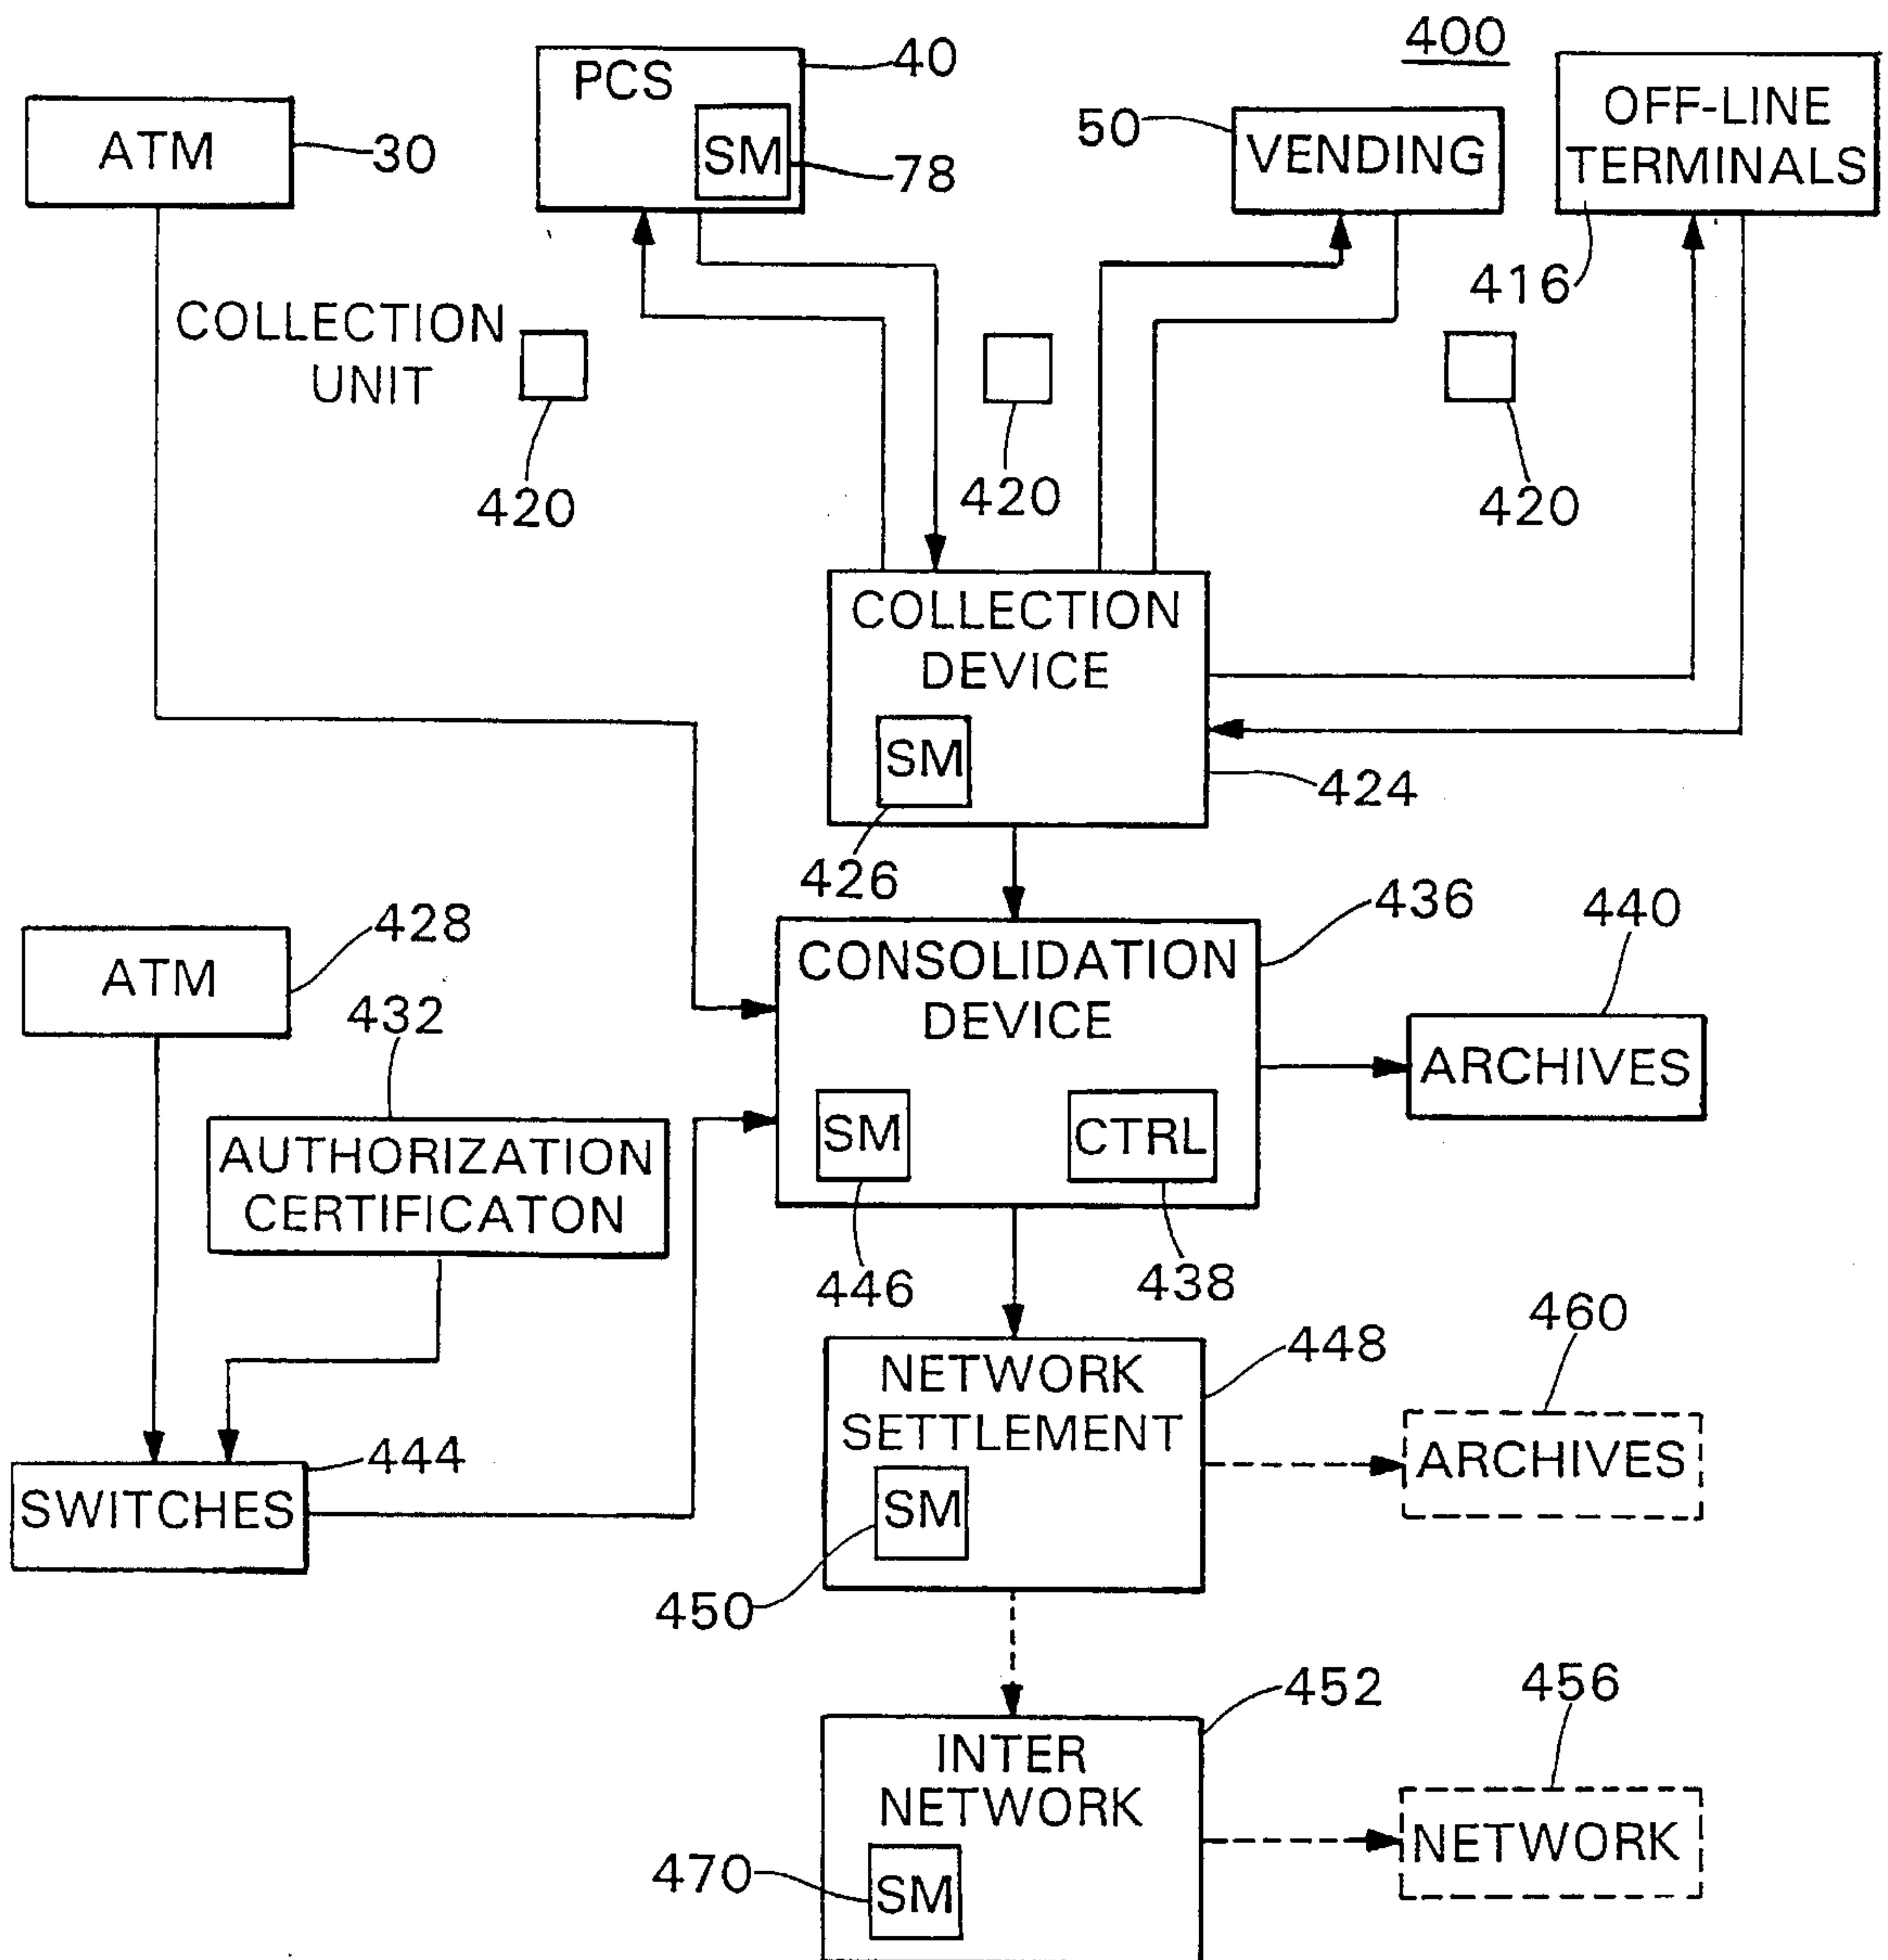 400
PCS
40
SM
78
ATM
30
50
VENDING
OFF-LINE
TERMINALS
416
COLLECTION
UNIT
420
420
420
COLLECTION
DEVICE
SM
424
426
ATM
428
432
AUTHORIZATION
CERTIFICATON
SWITCHES
444
CONSOLIDATION
DEVICE
436
SM
CTRL
446
438
440
ARCHIVES
NETWORK
SETTLEMENT
448
SM
450
460
ARCHIVES
INTER
NETWORK
452
SM
470
456
NETWORK